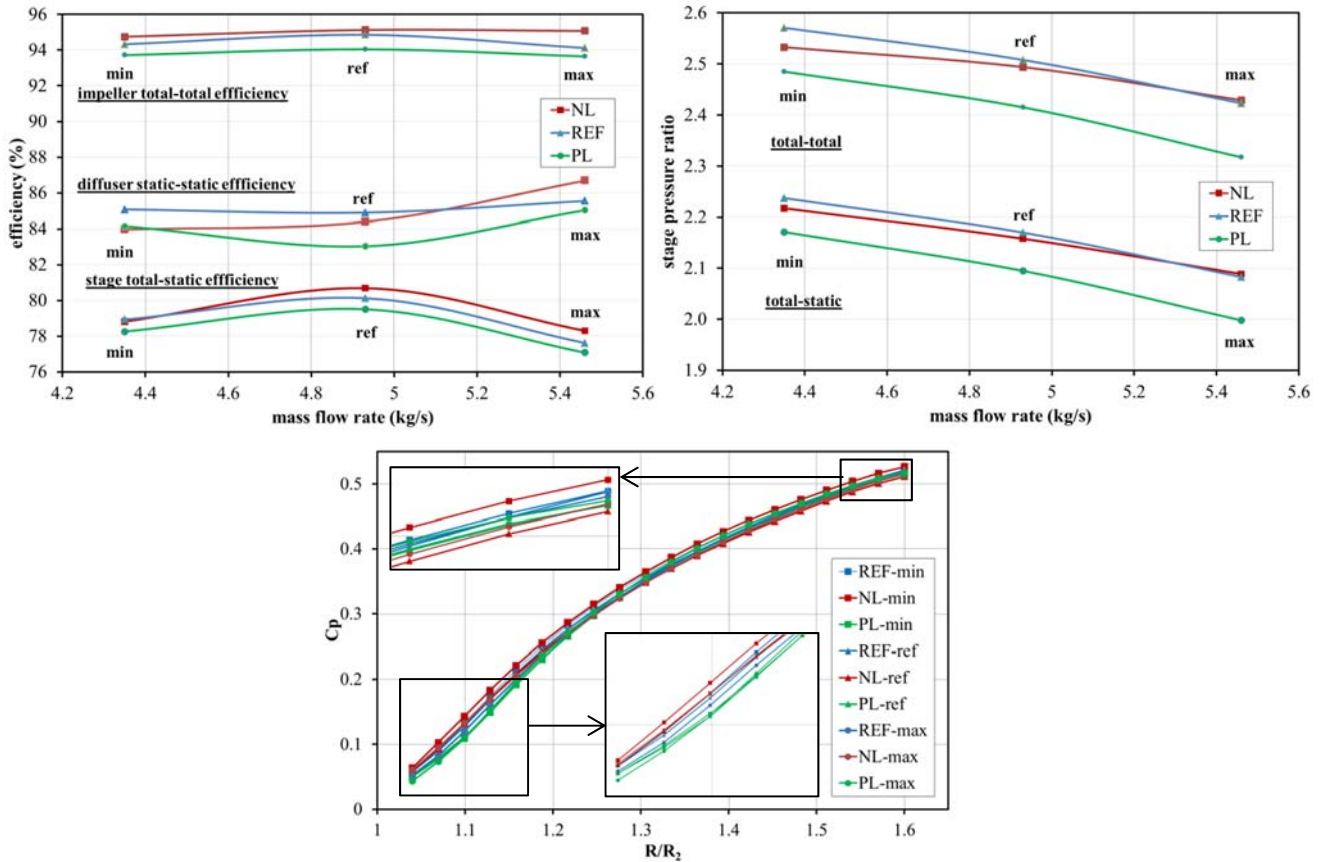 96
94
92
90
88
86
84
82
80
78
76
efficiency (%)
min
ref
max
impeller total-total effficiency
NL
REF
PL
diffuser static-static effficiency
ref
min
max
stage total-static effficiency
max
ref
min
4.2 4.4 4.6 4.8 5 5.2 5.4 5.6
mass flow rate (kg/s)
2.6
2.5
2.4
2.3
2.2
2.1
2.0
1.9
stage pressure ratio
ref
max
min
total-total
NL
REF
PL
ref
min
total-static
max
4.2 4.4 4.6 4.8 5 5.2 5.4 5.6
mass flow rate (kg/s)
0.5
0.4
0.3
0.2
0.1
0
Cp
REF-min
NL-min
PL-min
REF-ref
NL-ref
PL-ref
REF-max
NL-max
PL-max
1 1.1 1.2 1.3 1.4 1.5 1.6
R/R2